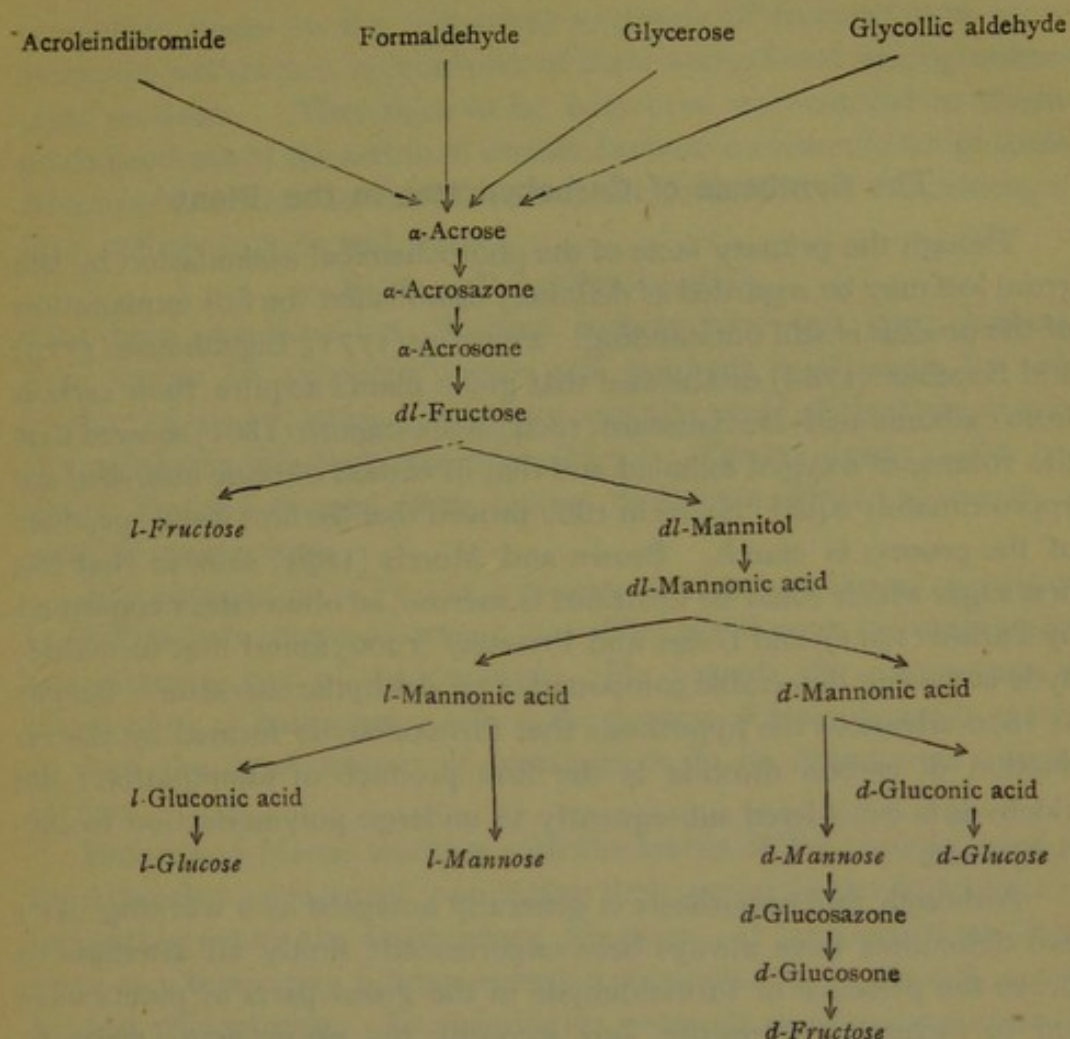 Acroleindibromide Formaldehyde Glycerose Glycollic aldehyde
α-Acrose
α-Acrosazone
α-Acrosone
dl-Fructose
l-Fructose dl-Mannitol
dl-Mannonic acid
l-Mannonic acid d-Mannonic acid
l-Gluconic acid d-Gluconic acid
l-Glucose l-Mannose d-Mannose d-Glucose
d-Glucosazone
d-Glucosone
d-Fructose